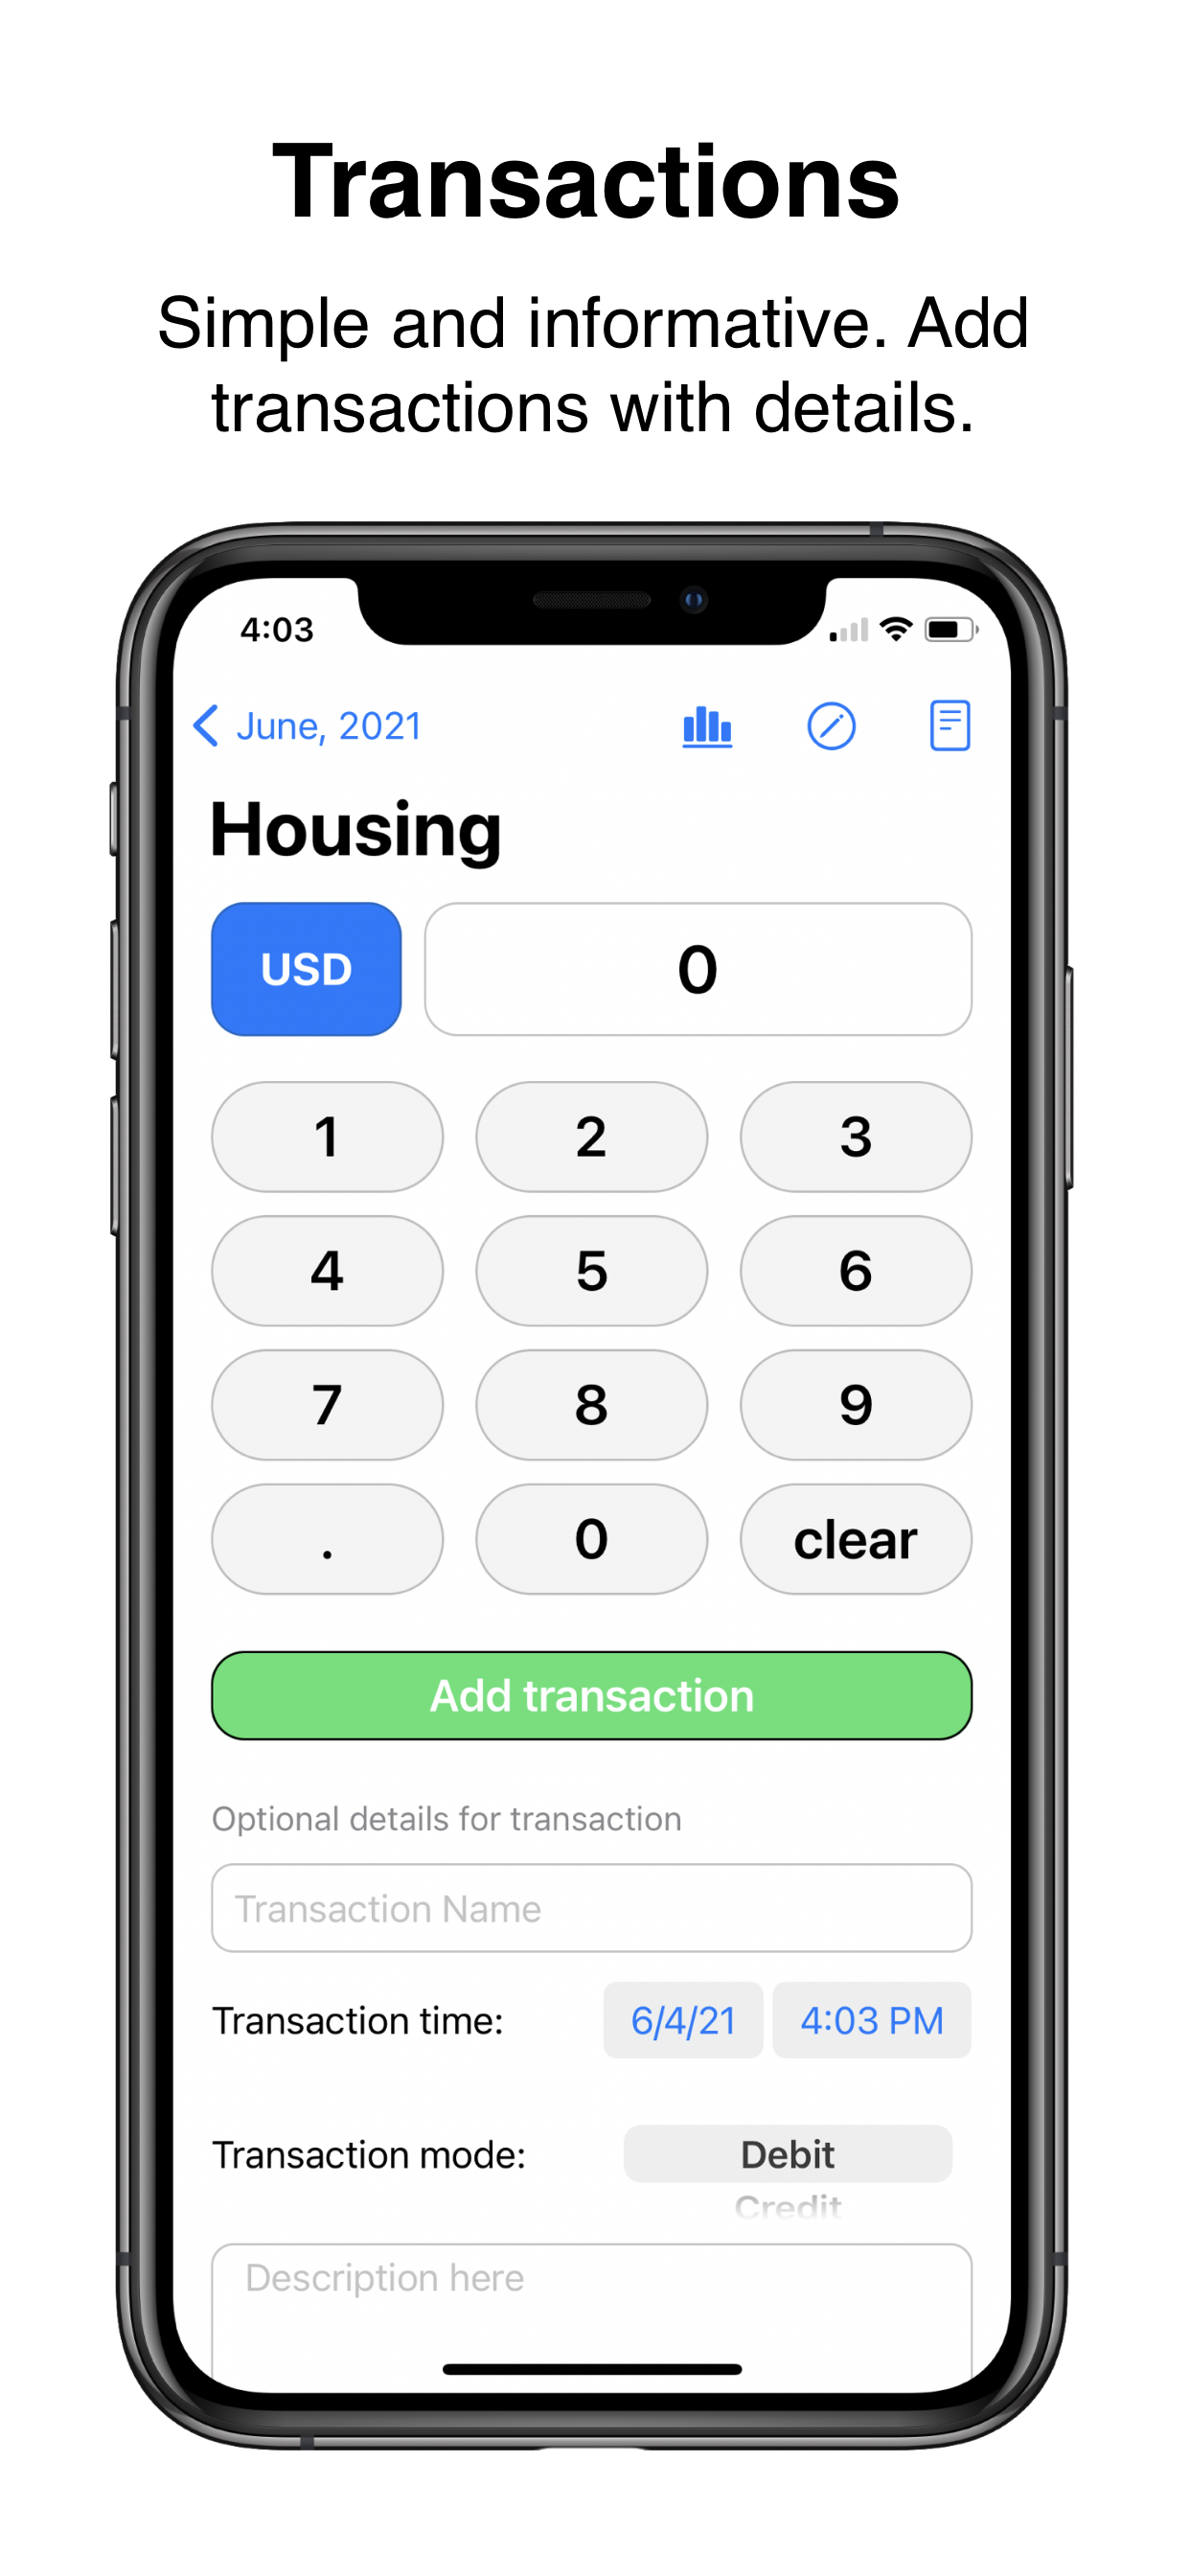 Transactions
Simple and informative. Add
transactions with details.
4:03
June, 2021
Housing
USD
0
1
2
3
4
5
6
7
8
9
.
0
clear
Add transaction
Optional details for transaction
Transaction Name
Transaction time:
6/4/21
4:03 PM
Transaction mode:
Debit
Credit
Description here